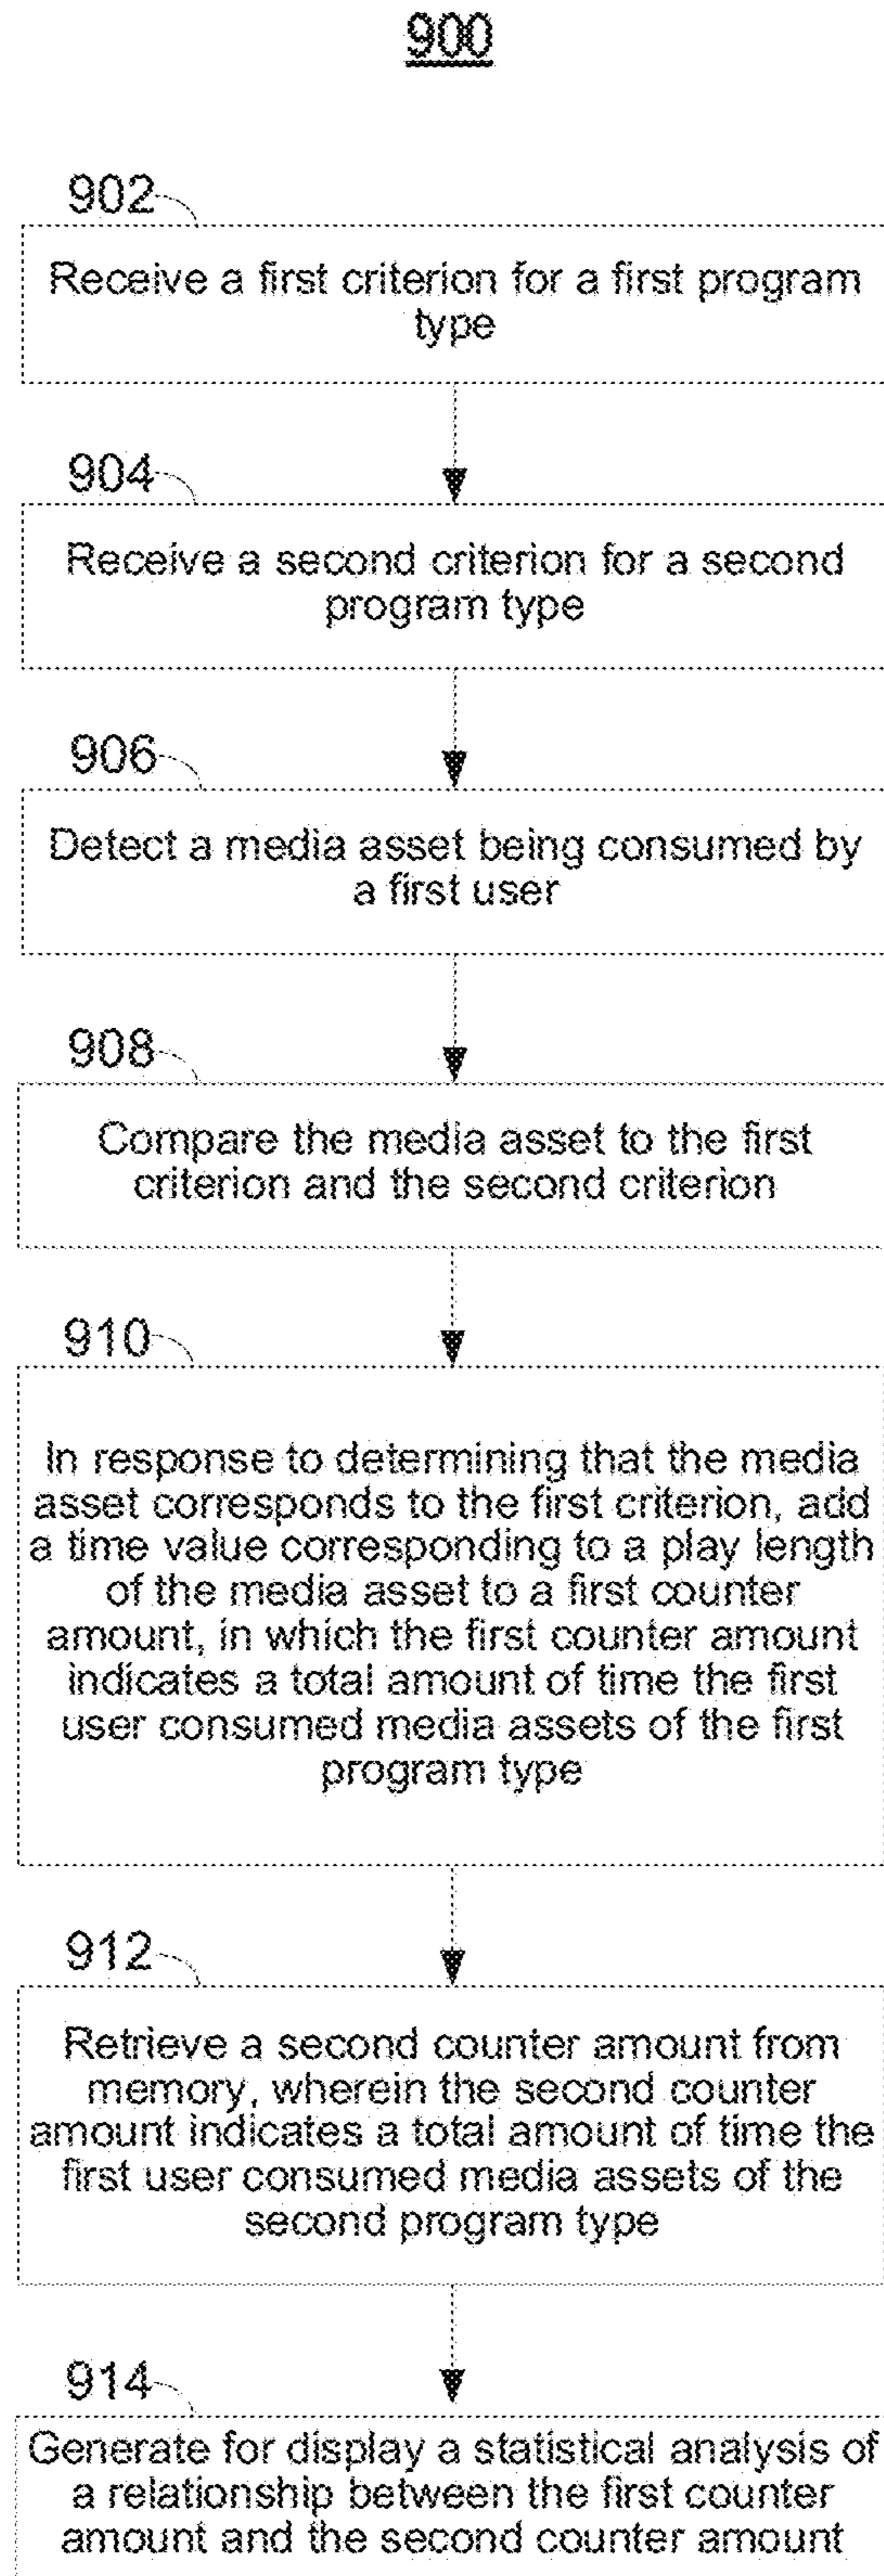 900
902
Receive a first criterion for a first program
type
904
Receive a second criterion for a second
program type
906
Detect a media asset being consumed by
a first user
908
Compare the media asset to the first
criterion and the second criterion
910
In response to determining that the media
asset corresponds to the first criterion, add
a time value corresponding to a play length
of the media asset to a first counter
amount, in which the first counter amount
indicates a total amount of time the first
user consumed media assets of the first
program type
912
Retrieve a second counter amount from
memory, wherein the second counter
amount indicates a total amount of time the
first user consumed media assets of the
second program type
914
Generate for display a statistical analysis of
a relationship between the first counter
amount and the second counter amount